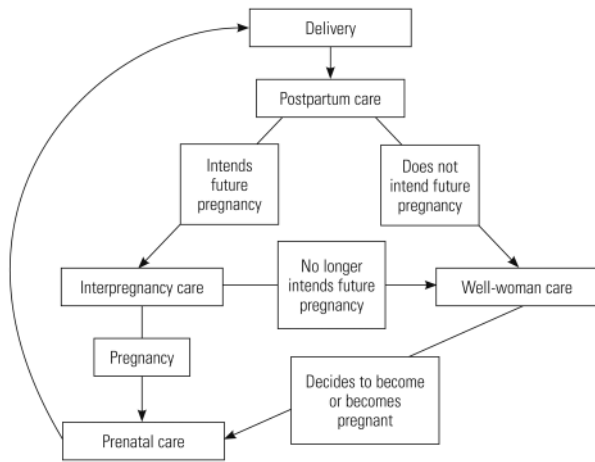 Delivery
Postpartum care
Intends
future
pregnancy
Does not
intend future
pregnancy
Interpregnancy care
No longer
intends future
pregnancy
Well-woman care
Pregnancy
Decides to become
or becomes
pregnant
Prenatal care